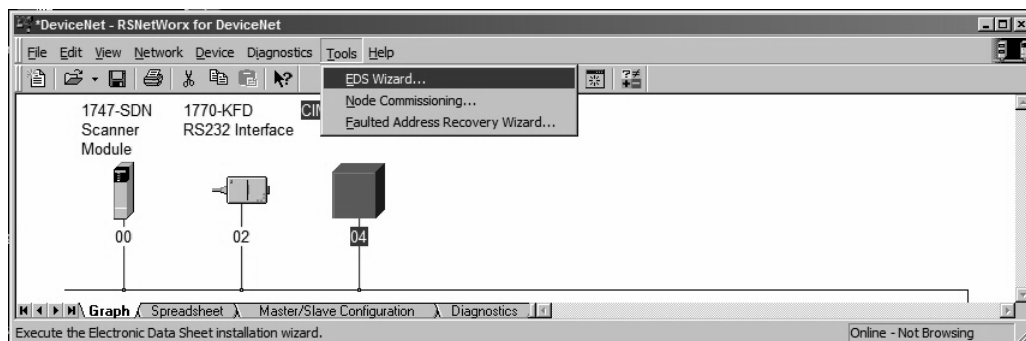 *DeviceNet - RSNetWorx for DeviceNet
File Edit View Network Device Diagnostics Tools Help
EDS Wizard...
Node Commissioning...
Faulted Address Recovery Wizard...
1747-SDN
Scanner
Module
1770-KFD
RS232 Interface
00
02
04
Graph Spreadsheet Master/Slave Configuration Diagnostics
Execute the Electronic Data Sheet installation wizard.
Online - Not Browsing